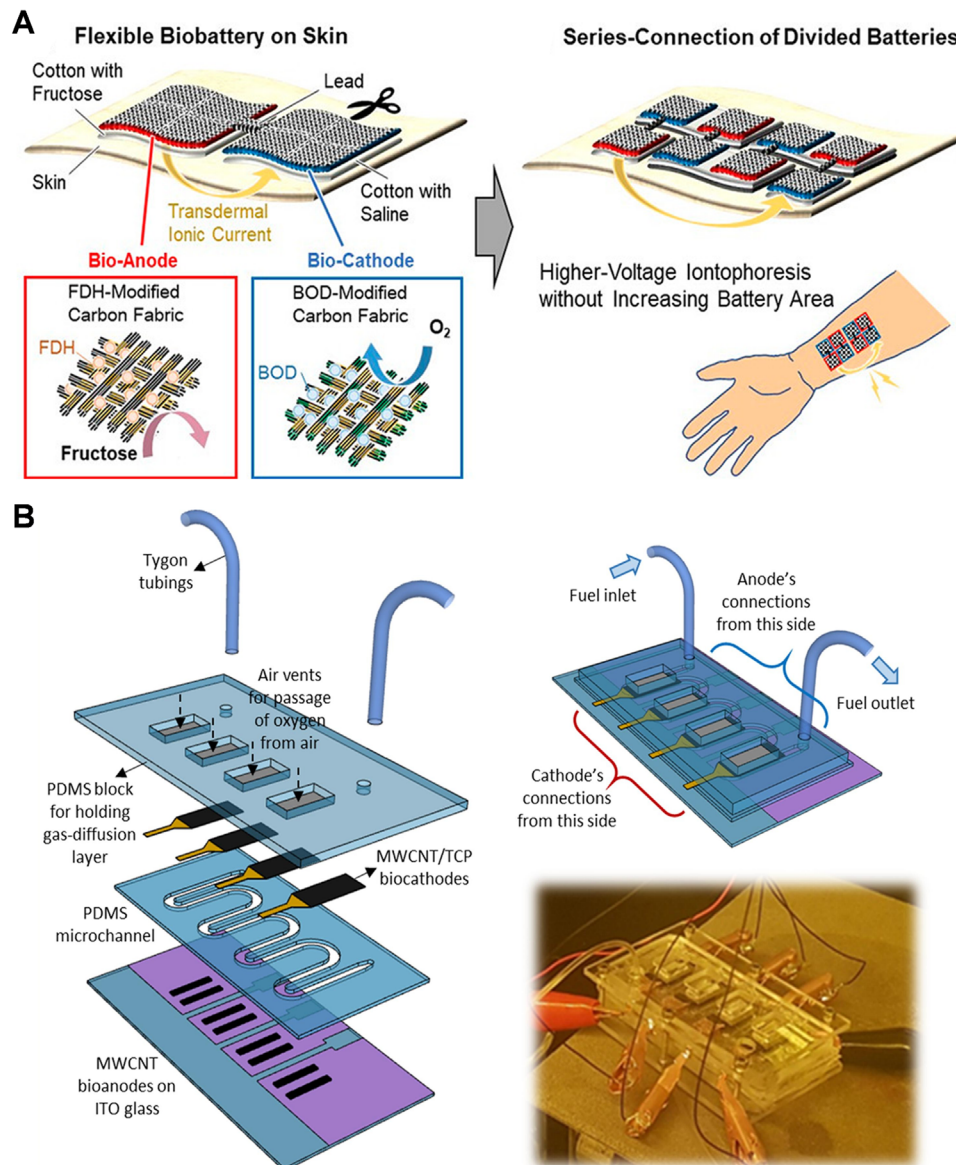 A
Flexible Biobattery on Skin
Cotton with
Fructose
Lead
Skin
Transdermal
Ionic Current
Cotton with
Saline
Bio-Anode
FDH-Modified
Carbon Fabric
FDH
Fructose
Bio-Cathode
BOD-Modified
Carbon Fabric
O₂
BOD
Series-Connection of Divided Batteries
Higher-Voltage Iontophoresis
without Increasing Battery Area
B
Tygon
tubings
Air vents
for passage
of oxygen
from air
PDMS block
for holding
gas-diffusion
layer
MWCNT/TCP
biocathodes
PDMS
microchannel
MWCNT
bioanodes on
ITO glass
Fuel inlet
Anode's
connections
from this side
Fuel outlet
Cathode's
connections
from this side